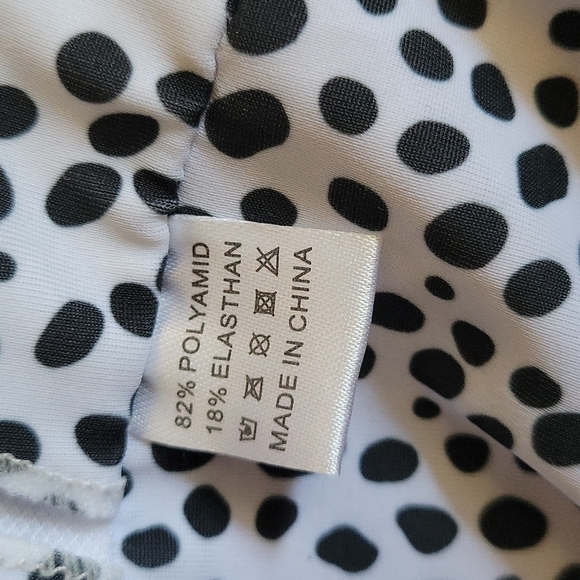 82% POLYAMID
18% ELASTHAN
MADE IN CHINA